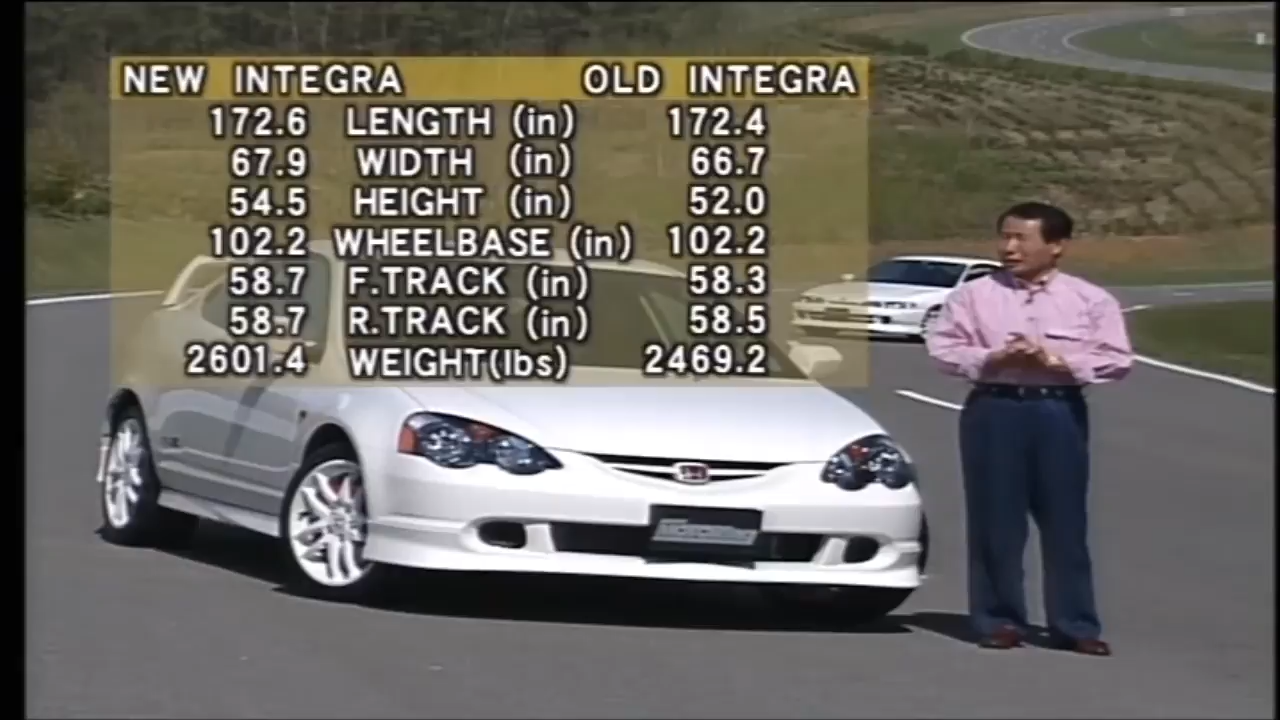 NEW INTEGRA OLD INTEGRA
172.6 LENGTH (in) 172.4
67.9 WIDTH (in) 66.7
54.5 HEIGHT (in) 52.0
102.2 WHEELBASE (in) 102.2
58.7 F.TRACK (in) 58.3
58.7 R.TRACK (in) 58.5
2601.4 WEIGHT(lbs) 2469.2